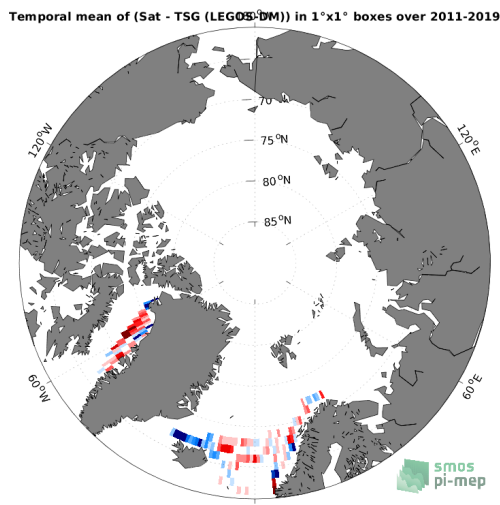 Temporal mean of (Sat - TSG (LEGOS-DM)) in 1°x1° boxes over 2011-2019
180°W
70
120°W
75°N
120°E
80°N
85°N
60°W
60°E
smos
pi-mep